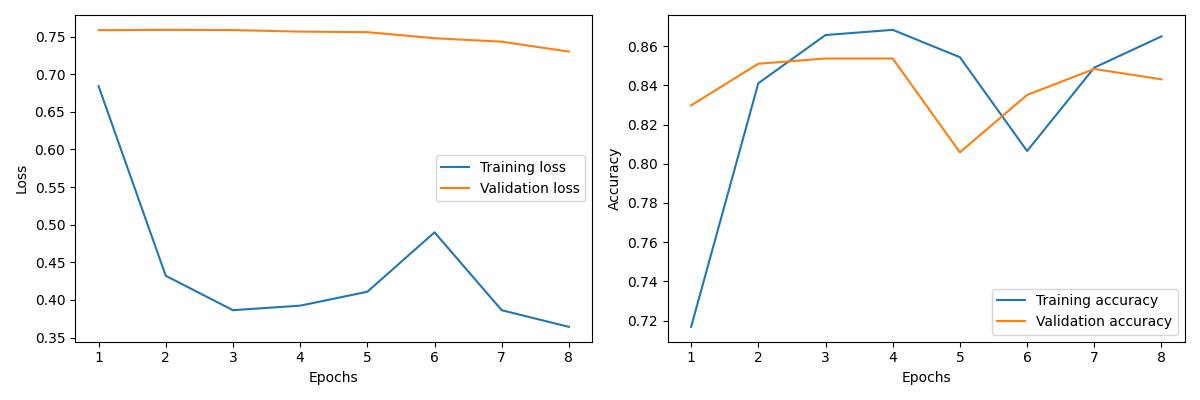 0.75
0.70
0.65
0.60
0.55
0.50
0.45
0.40
0.35
Loss
Training loss
Validation loss
1 2 3 4 5 6 7 8
Epochs
0.86
0.84
0.82
0.80
0.78
0.76
0.74
0.72
Accuracy
Training accuracy
Validation accuracy
1 2 3 4 5 6 7 8
Epochs